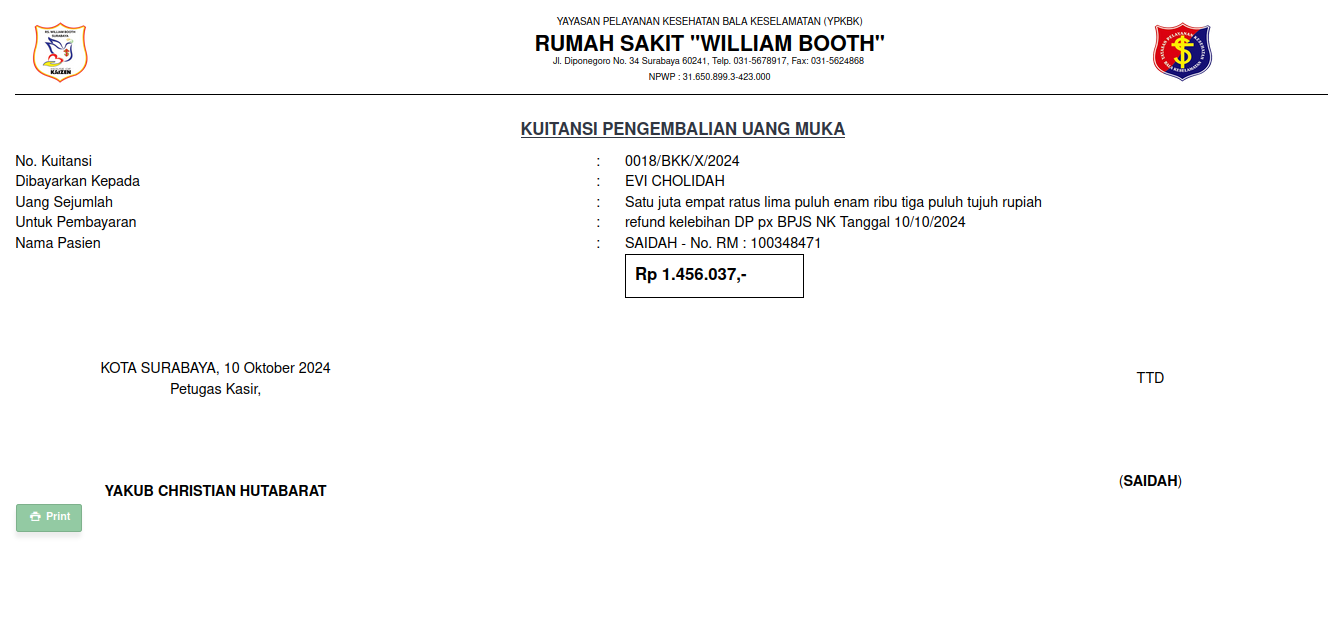 RS. WILLIAM BOOTH
SURABAYA
KAIZEN
YAYASAN PELAYANAN KESEHATAN BALA KESELAMATAN (YPKBK)
RUMAH SAKIT "WILLIAM BOOTH"
Jl. Diponegoro No. 34 Surabaya 60241, Telp. 031-5678917, Fax: 031-5624868
NPWP : 31.650.899.3-423.000
YAYASAN PELAYANAN KESEHATAN
BALA KESELAMATAN
KUITANSI PENGEMBALIAN UANG MUKA
No. Kuitansi : 0018/BKK/X/2024
Dibayarkan Kepada : EVI CHOLIDAH
Uang Sejumlah : Satu juta empat ratus lima puluh enam ribu tiga puluh tujuh rupiah
Untuk Pembayaran : refund kelebihan DP px BPJS NK Tanggal 10/10/2024
Nama Pasien : SAIDAH - No. RM : 100348471
Rp 1.456.037,-
KOTA SURABAYA, 10 Oktober 2024
Petugas Kasir,
TTD
YAKUB CHRISTIAN HUTABARAT
(SAIDAH)
Print